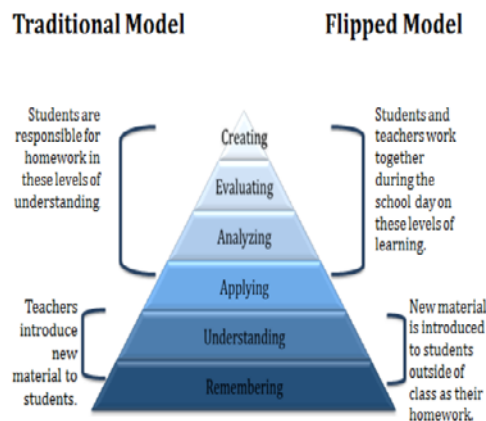 Traditional Model
Flipped Model
Students are
responsible for
homework in
these levels of
understanding
Students and
teachers work
together
during the
school day on
these levels of
learning.
Creating
Evaluating
Analyzing
Applying
Understanding
Remembering
Teachers
introduce
new
material to
students.
New material
is introduced
to students
outside of
class as their
homework.